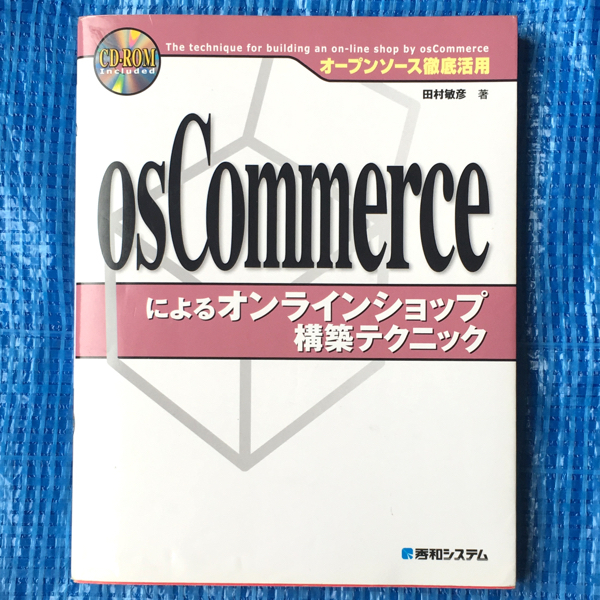 CD-ROM
Included
The technique for building an on-line shop by osCommerce
オープンソース徹底活用
田村敏彦 著
osCommerce
によるオンラインショップ
構築テクニック
秀和システム